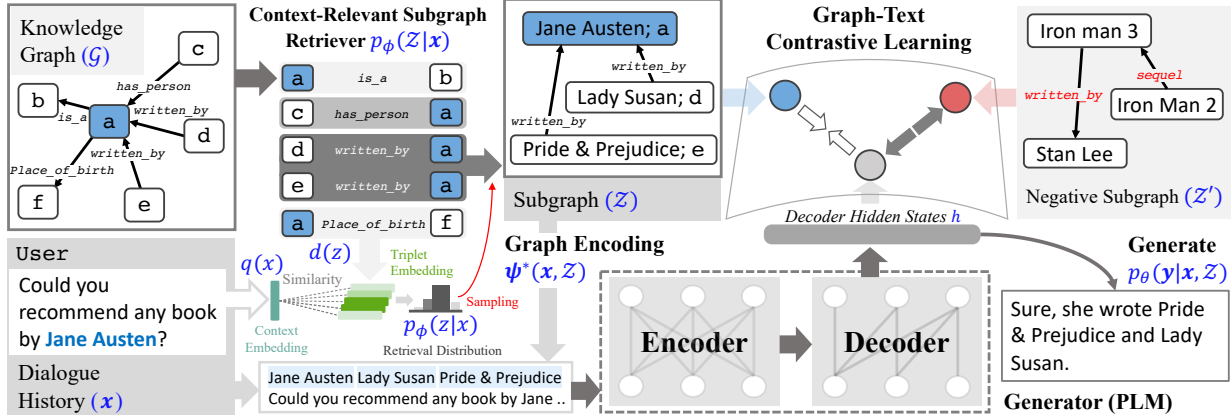 Knowledge
Graph (𝒢)
c
b
has_person
is_a
written_by
a
d
written_by
Place_of_birth
f
e
Context-Relevant Subgraph
Retriever pϕ(𝒵|x)
a is_a b
c has_person a
d written_by a
e written_by a
a Place_of_birth f
Jane Austen; a
written_by
Lady Susan; d
written_by
Pride & Prejudice; e
Subgraph (𝒵)
Graph-Text
Contrastive Learning
Iron man 3
sequel
written_by
Iron Man 2
Stan Lee
Negative Subgraph (𝒵′)
Decoder Hidden States h
User
Could you
recommend any book
by Jane Austen?
Dialogue
History (x)
q(x)
d(z)
Triplet
Embedding
Similarity
Sampling
Context
Embedding
pϕ(z|x)
Retrieval Distribution
Graph Encoding
ψ*(x, 𝒵)
Jane Austen Lady Susan Pride & Prejudice
Could you recommend any book by Jane ..
Encoder
Decoder
Generate
pθ(y|x, 𝒵)
Sure, she wrote Pride
& Prejudice and Lady
Susan.
Generator (PLM)